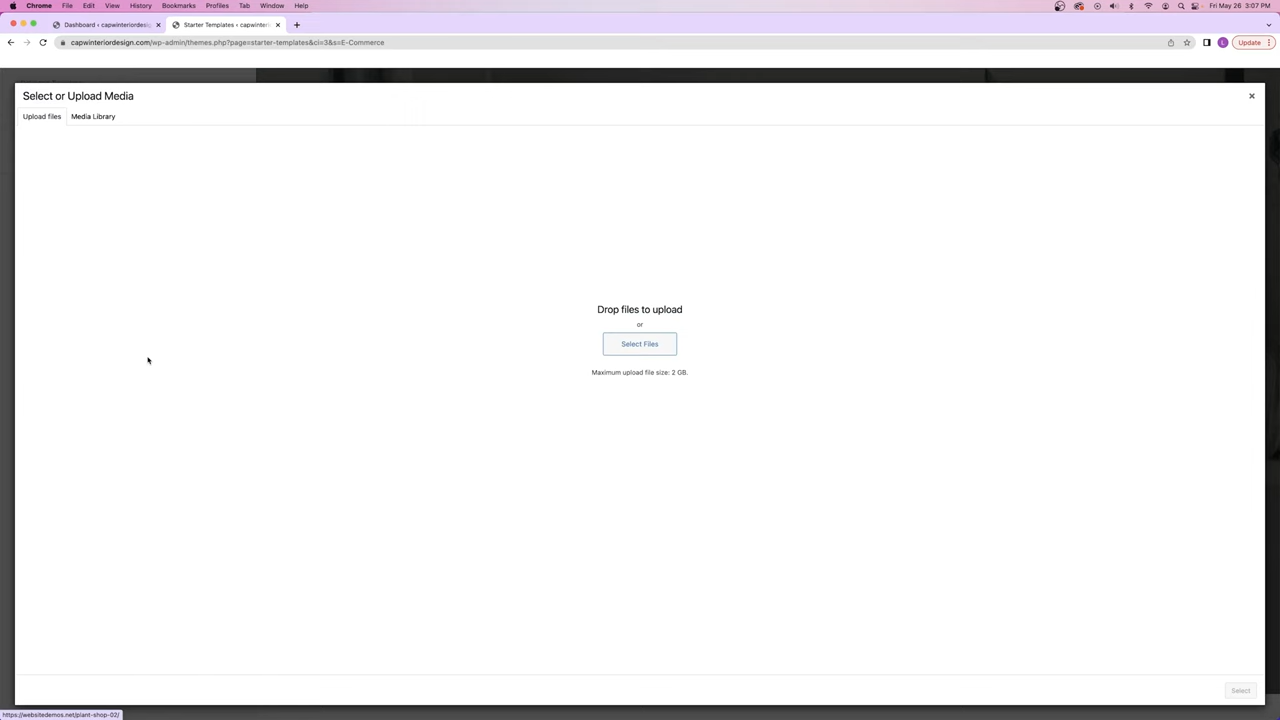 Chrome File Edit View History Bookmarks Profiles Tab Window Help Fri May 26 3:07 PM
Dashboard ‹ capwinteriordesig × Starter Templates ‹ capwinter × +
capwinteriordesign.com/wp-admin/themes.php?page=starter-templates&ci=3&s=E-Commerce L Update
Select or Upload Media ×
Upload files Media Library
Drop files to upload
or
Select Files
Maximum upload file size: 2 GB.
Select
https://websitedemos.net/plant-shop-02/